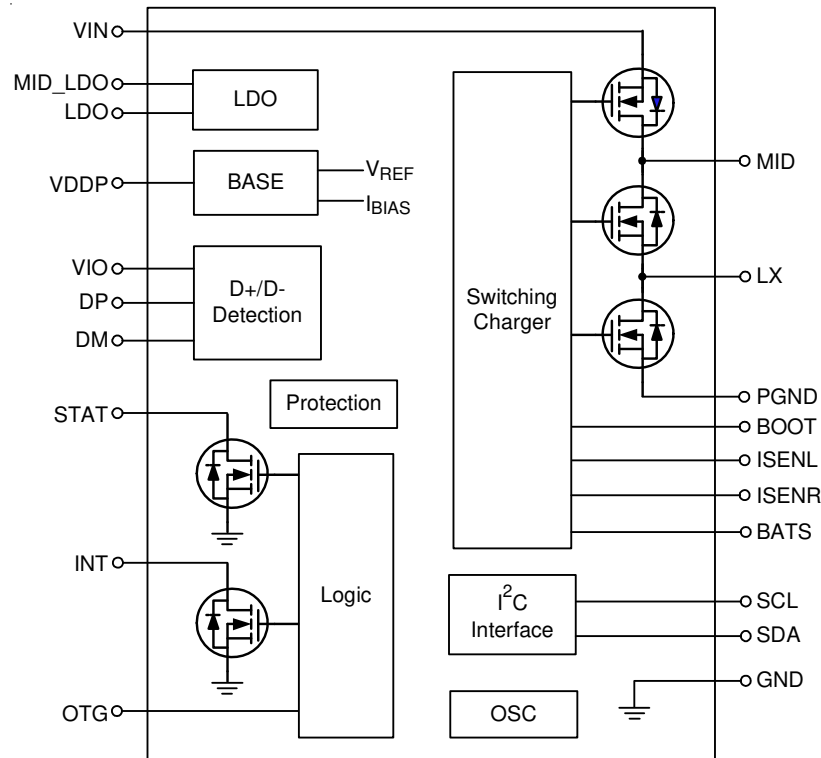 VIN
MID_LDO
LDO
LDO
VDDP
BASE
VREF
IBIAS
VIO
DP
DM
D+/D-
Detection
STAT
Protection
INT
Logic
OTG
Switching
Charger
MID
LX
PGND
BOOT
ISENL
ISENR
BATS
I2C
Interface
SCL
SDA
GND
OSC